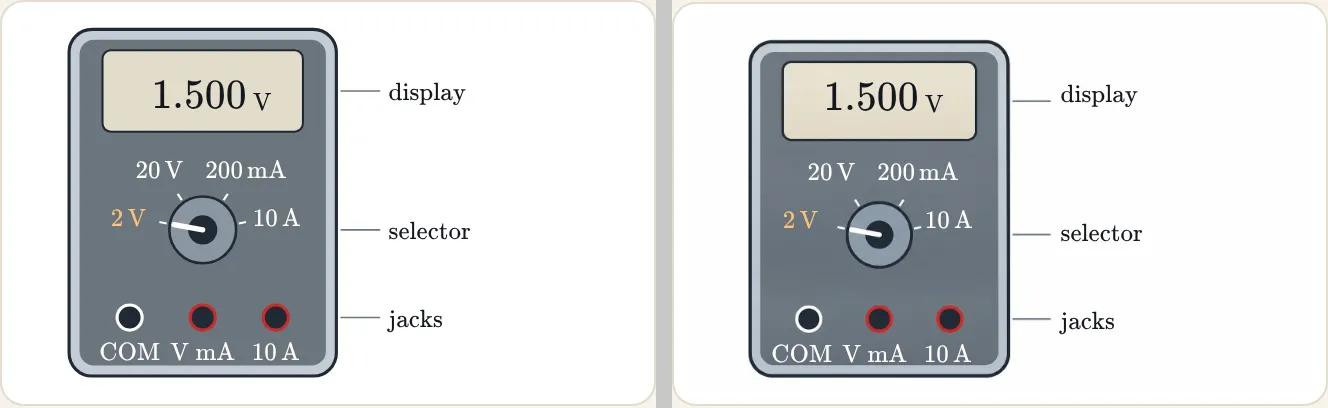 1.500 V
display
20 V 200 mA
2 V 10 A
selector
jacks
COM V mA 10 A
1.500 V
display
20 V 200 mA
2 V 10 A
selector
jacks
COM V mA 10 A